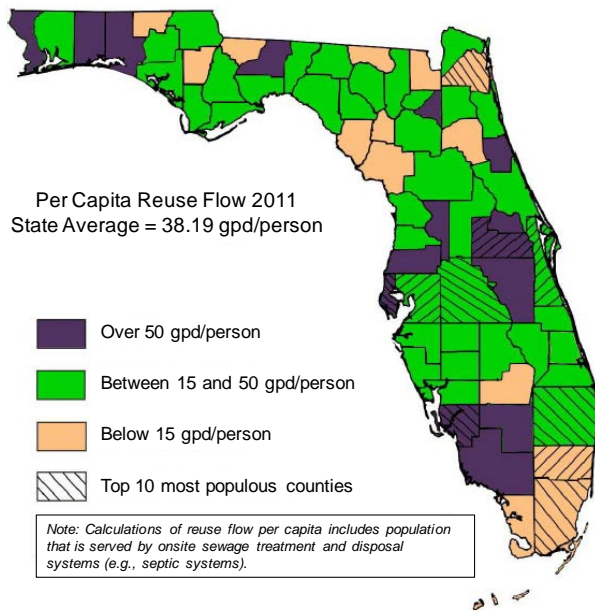 Per Capita Reuse Flow 2011
State Average = 38.19 gpd/person
Over 50 gpd/person
Between 15 and 50 gpd/person
Below 15 gpd/person
Top 10 most populous counties
Note: Calculations of reuse flow per capita includes population
that is served by onsite sewage treatment and disposal
systems (e.g., septic systems).